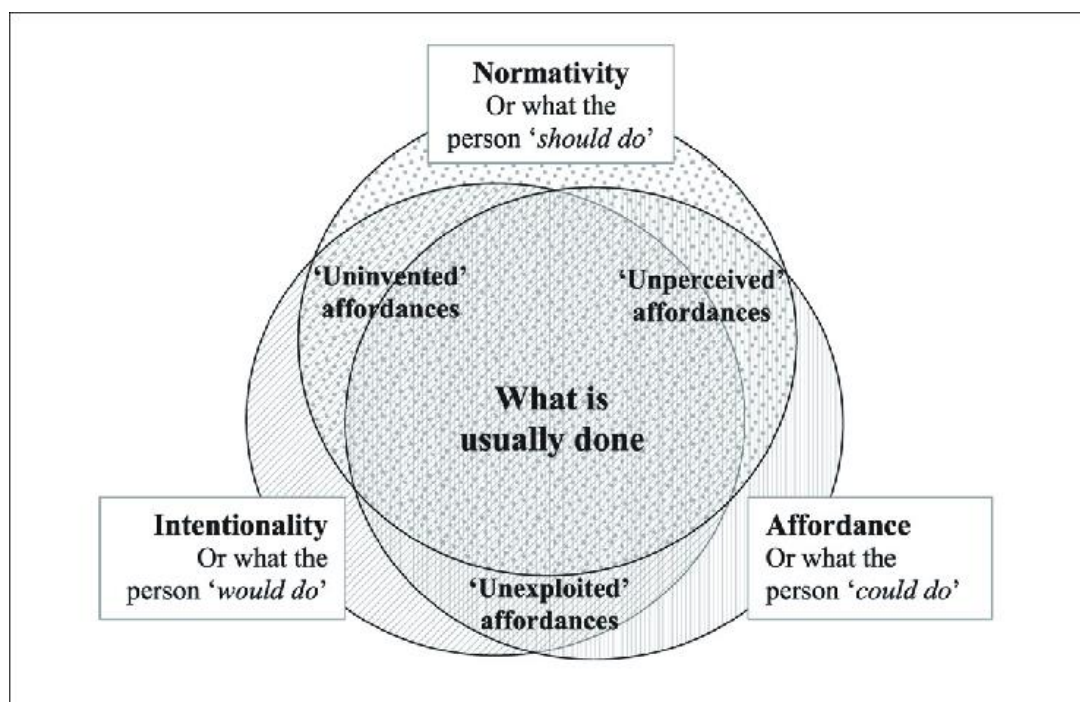 Normativity
Or what the
person ‘should do’
‘Uninvented’
affordances
‘Unperceived’
affordances
What is
usually done
Intentionality
Or what the
person ‘would do’
Affordance
Or what the
person ‘could do’
‘Unexploited’
affordances